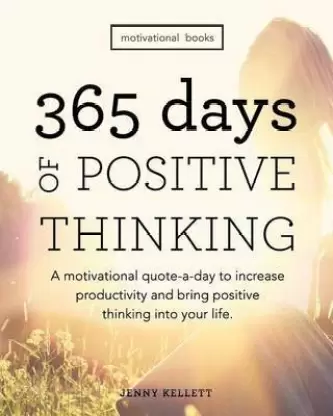 motivational books
365 days
OF POSITIVE
THINKING
A motivational quote-a-day to increase
productivity and bring positive
thinking into your life.
JENNY KELLETT